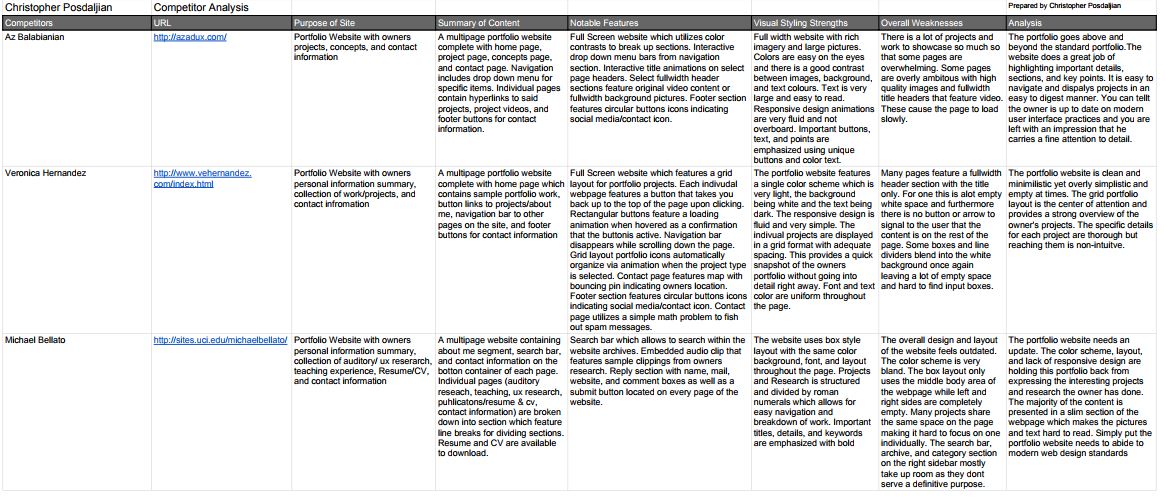 Christopher Posdaljian
Competitor Analysis
Prepared by Christopher Posdaljian
Competitors
URL
Purpose of Site
Summary of Content
Notable Features
Visual Styling Strengths
Overall Weaknesses
Analysis
Az Balabianian
http://azadux.com/
Portfolio Website with owners
projects, concepts, and contact
information
A multipage portfolio website
complete with home page,
project page, concepts page,
and contact page. Navigation
includes drop down menu for
specific items. Individual pages
contain hyperlinks to said
projects, project videos, and
footer buttons for contact
information.
Full Screen website which utilizes color
contrasts to break up sections. Interactive
drop down menu bars from navigation
section. Interactive title animations on select
page headers. Select fullwidth header
sections feature original video content or
fullwidth background pictures. Footer section
features circular buttons icons indicating
social media/contact icon.
Full width website with rich
imagery and large pictures.
Colors are easy on the eyes
and there is a good contrast
between images, background,
and text colours. Text is very
large and easy to read.
Responsive design animations
are very fluid and not
overboard. Important buttons,
text, and points are
emphasized using unique
buttons and color text.
There is a lot of projects and
work to showcase so much so
that some pages are
overwhelming. Some pages
are overly ambitious with high
quality images and fullwidth
title headers that feature video.
These cause the page to load
slowly.
The portfolio goes above and
beyond the standard portfolio.The
website does a great job of
highlighting important details,
sections, and key points. It is easy to
navigate and dispalys projects in an
easy to digest manner. You can tellt
the owner is up to date on modern
user interface practices and you are
left with an impression that he
carries a fine attention to detail.
Veronica Hernandez
http://www.vehernandez.
com/index.html
Portfolio Website with owners
personal information summary,
collection of work/projects, and
contact infromation
A multipage portfolio website
complete with home page which
contains sample portfolio work,
button links to projects/about
me, navigation bar to other
pages on the site, and footer
buttons for contact information
Full Screen website which features a grid
layout for portfolio projects. Each indivudal
webpage features a button that takes you
back up to the top of the page upon clicking.
Rectangular buttons feature a loading
animation when hovered as a confirmation
that the buttonis active. Navigation bar
disappears while scrolling down the page.
Grid layout portfolio icons automatically
organize via animation when the project type
is selected. Contact page features map with
bouncing pin indicating owners location.
Footer section features circular buttons icons
indicating social media/contact icon. Contact
page utilizes a simple math problem to fish
out spam messages.
The portfolio website features
a single color scheme which is
very light, the background
being white and the text being
dark. The responsive design is
fluid and very simple. The
indivual projects are displayed
in a grid format with adequate
spacing. This provides a quick
snapshot of the owners
portfolio without going into
detail right away. Font and text
color are uniform throughout
the page.
Many pages feature a fullwidth
header section with the title
only. For one this is alot empty
white space and furthermore
there is no button or arrow to
signal to the user that the
content is on the rest of the
page. Some boxes and line
dividers blend into the white
background once again
leaving a lot of empty space
and hard to find input boxes.
The portfolio website is clean and
minimilistic yet overly simplistic and
empty at times. The grid portfolio
layout is the center of attention and
provides a strong overview of the
owner's projects. The specific details
for each project are thorough but
reaching them is non-intuitve.
Michael Bellato
http://sites.uci.edu/michaelbellato/
Portfolio Website with owners
personal information summary,
collection of auditory/ ux reserarch,
teaching experience, Resume/CV,
and contact information
A multipage website containing
about me segment, search bar,
and contact information on the
botton container of each page.
Individual pages (auditory
reseach, teaching, ux research,
puhlicatons/resume & cv,
contact information) are broken
down into section which feature
line breaks for dividing sections.
Resume and CV are available
to download.
Search bar which allows to search within the
website archives. Embedded audio clip that
features sample clippings from owners
research. Reply section with name, mail,
website, and comment boxes as well as a
submit button located on every page of the
website.
The website uses box style
layout with the same color
background, font, and layout
throughout the page. Projects
and Research is structured
and divided by roman
numerals which allows for
easy navigation and
breakdown of work. Important
titles, details, and keywords
are emphasized with bold
The overall design and layout
of the website feels outdated.
The color scheme is very
bland. The box layout only
uses the middle body area of
the webpage while left and
right sides are completely
empty. Many projects share
the same space on the page
making it hard to focus on one
individually. The search bar,
archive, and category section
on the right sidebar mostly
take up room as they dont
serve a definitive purpose.
The portfolio website needs an
update. The color scheme, layout,
and lack of responsive design are
holding this portfolio back from
expressing the interesting projects
and research the owner has done.
The majority of the content is
presented in a slim section of the
webpage which makes the pictures
and text hard to read. Simply put the
portfolio website needs to abide to
modern web design standards